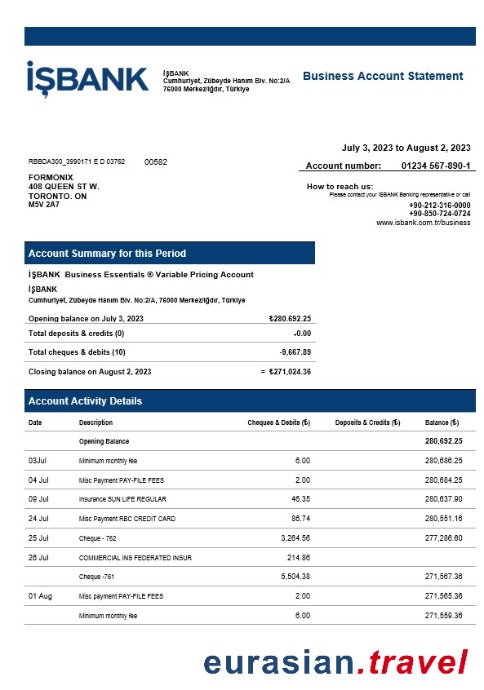 İŞBANK
İŞBANK
Cumhuriyet, Zübeyde Hanım Blv. No:2/A
76000 Merkezliğdır, Türkiye
Business Account Statement
July 3, 2023 to August 2, 2023
RBBDA300_3990171 E D 03762 00582
Account number: 01234 567-890-1
FORMONIX
408 QUEEN ST W.
TORONTO. ON
M5V 2A7
How to reach us:
Please contact your İŞBANK Banking representative or call
+90-212-316-0000
+90-850-724-0724
www.isbank.com.tr/business
Account Summary for this Period
İŞBANK Business Essentials ® Variable Pricing Account
İŞBANK
Cumhuriyet, Zübeyde Hanım Blv. No:2/A, 76000 Merkezliğdır, Türkiye
Opening balance on July 3, 2023 ₺280.692.25
Total deposits & credits (0) -0.00
Total cheques & debits (10) -9,667.89
Closing balance on August 2, 2023 = ₺271,024.36
Account Activity Details
Date Description Cheques & Debits (₺) Deposits & Credits (₺) Balance (₺)
Opening Balance 280,692.25
03Jul Minimum monthly fee 6.00 280,686.25
04 Jul Misc Payment PAY-FILE FEES 2.00 280,684.25
09 Jul Insurance SUN LIFE REGULAR 46.35 280,637.90
24 Jul Misc Payment RBC CREDIT CARD 86.74 280,551.16
25 Jul Cheque - 762 3,264.56 277,286.60
26 Jul COMMERCIAL INS FEDERATED INSUR 214.86
Cheque -761 5,504.38 271,567.36
01 Aug Misc payment PAY-FILE FEES 2.00 271,565.36
Minimum monthly fee 6.00 271,559.36
eurasian.travel